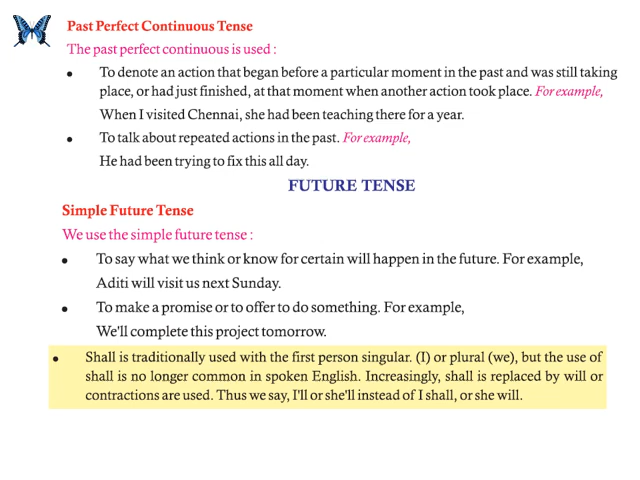 Past Perfect Continuous Tense
The past perfect continuous is used :
• To denote an action that began before a particular moment in the past and was still taking
place, or had just finished, at that moment when another action took place. For example,
When I visited Chennai, she had been teaching there for a year.
• To talk about repeated actions in the past. For example,
He had been trying to fix this all day.
FUTURE TENSE
Simple Future Tense
We use the simple future tense :
• To say what we think or know for certain will happen in the future. For example,
Aditi will visit us next Sunday.
• To make a promise or to offer to do something. For example,
We'll complete this project tomorrow.
• Shall is traditionally used with the first person singular. (I) or plural (we), but the use of
shall is no longer common in spoken English. Increasingly, shall is replaced by will or
contractions are used. Thus we say, I'll or she'll instead of I shall, or she will.